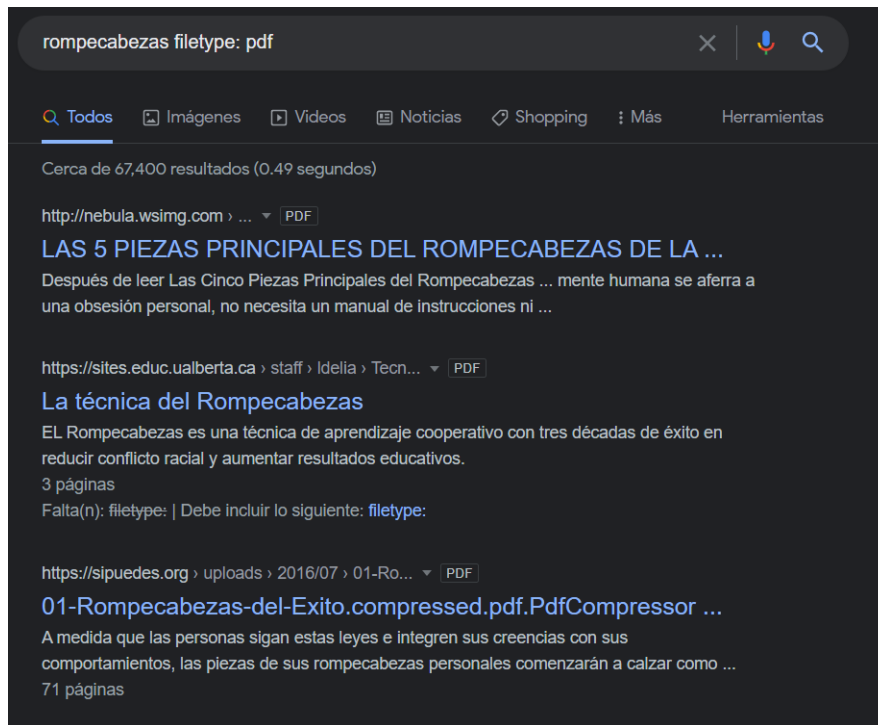 rompecabezas filetype: pdf
Todos Imágenes Videos Noticias Shopping Más Herramientas
Cerca de 67,400 resultados (0.49 segundos)
http://nebula.wsimg.com › ... PDF
LAS 5 PIEZAS PRINCIPALES DEL ROMPECABEZAS DE LA ...
Después de leer Las Cinco Piezas Principales del Rompecabezas ... mente humana se aferra a
una obsesión personal, no necesita un manual de instrucciones ni ...
https://sites.educ.ualberta.ca › staff › ldelia › Tecn... PDF
La técnica del Rompecabezas
EL Rompecabezas es una técnica de aprendizaje cooperativo con tres décadas de éxito en
reducir conflicto racial y aumentar resultados educativos.
3 páginas
Falta(n): filetype: | Debe incluir lo siguiente: filetype:
https://sipuedes.org › uploads › 2016/07 › 01-Ro... PDF
01-Rompecabezas-del-Exito.compressed.pdf.PdfCompressor ...
A medida que las personas sigan estas leyes e integren sus creencias con sus
comportamientos, las piezas de sus rompecabezas personales comenzarán a calzar como ...
71 páginas